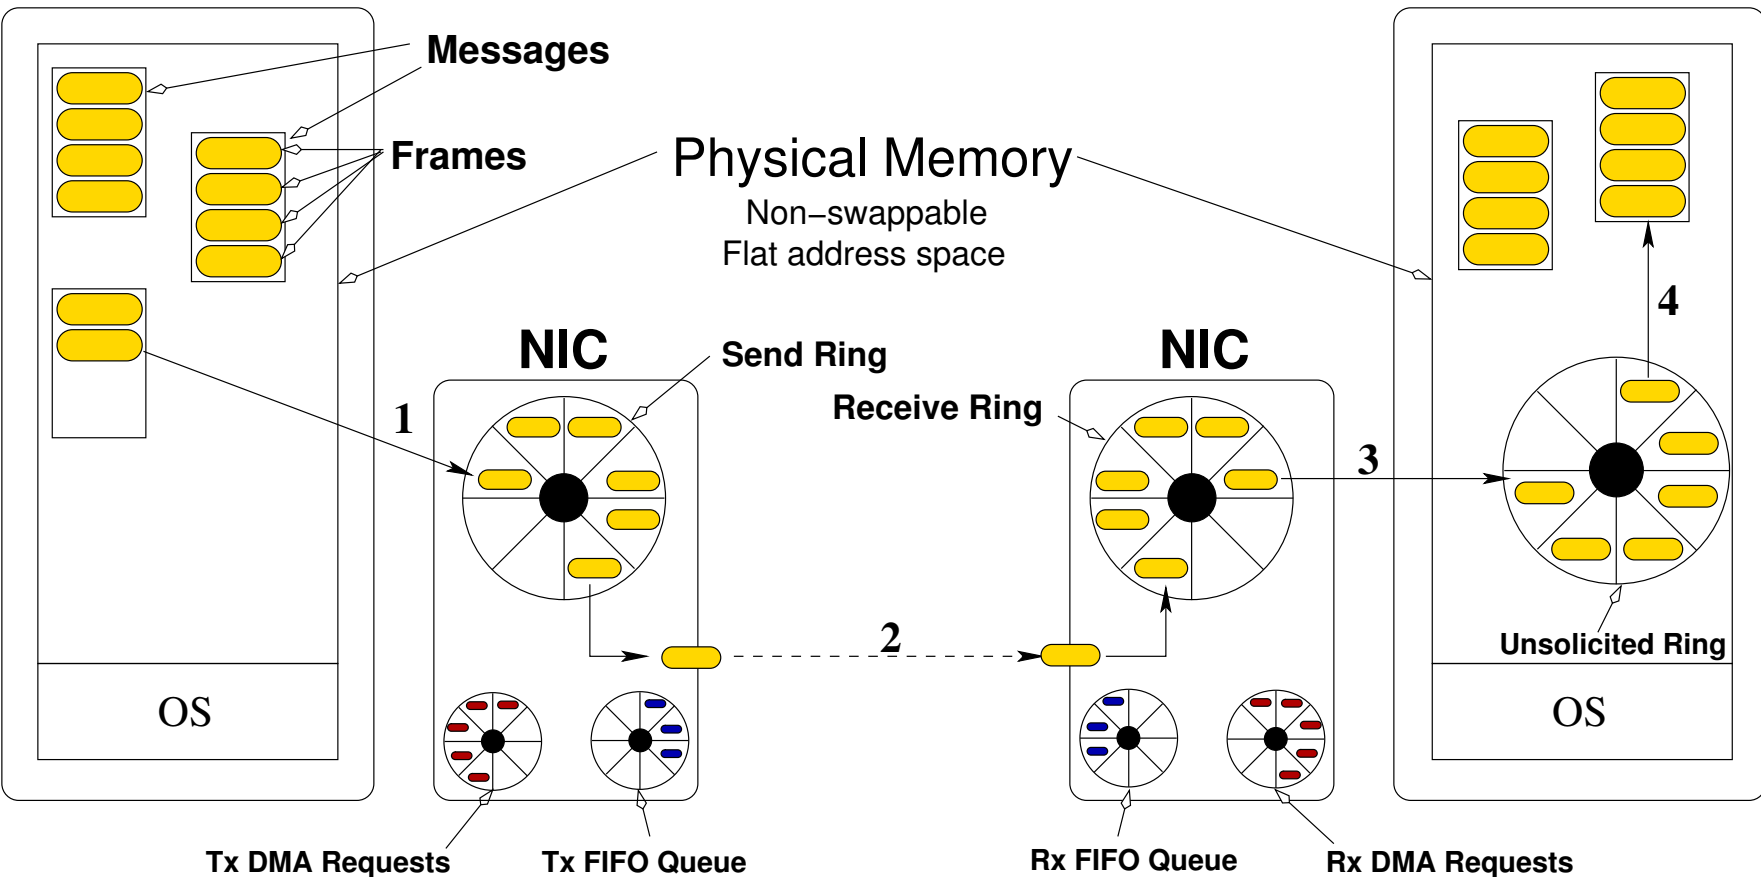 Messages
Frames
Physical Memory
Non−swappable
Flat address space
4
NIC
NIC
Send Ring
Receive Ring
1
3
2
Unsolicited Ring
OS
OS
Tx DMA Requests
Tx FIFO Queue
Rx FIFO Queue
Rx DMA Requests